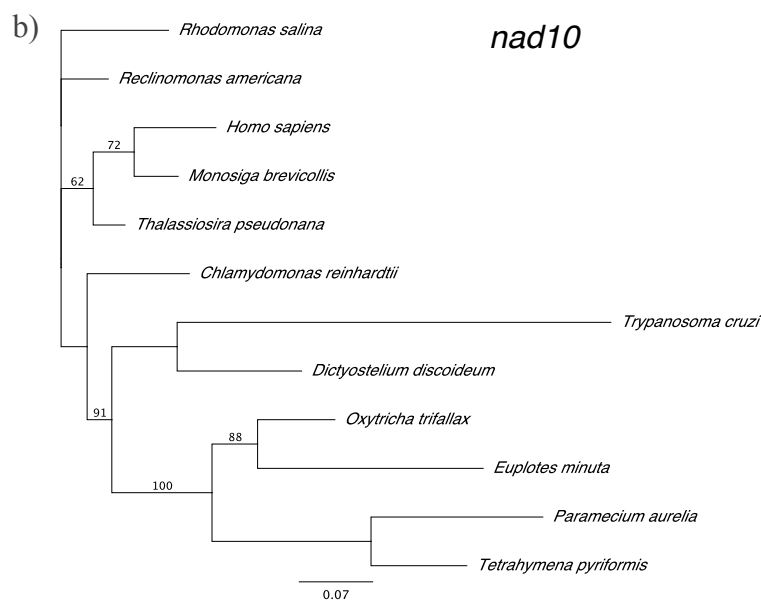 b)
nad10
Rhodomonas salina
Reclinomonas americana
Homo sapiens
72
Monosiga brevicollis
62
Thalassiosira pseudonana
Chlamydomonas reinhardtii
Trypanosoma cruzi
Dictyostelium discoideum
91
Oxytricha trifallax
88
Euplotes minuta
100
Paramecium aurelia
Tetrahymena pyriformis
0.07